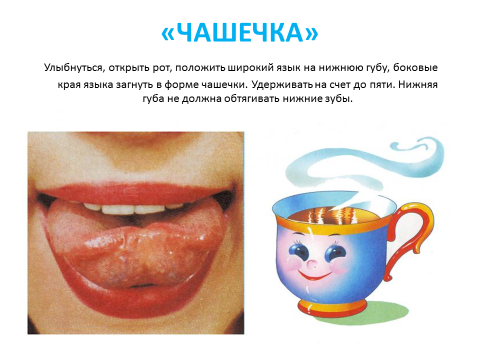 «ЧАШЕЧКА»
Улыбнуться, открыть рот, положить широкий язык на нижнюю губу, боковые
края языка загнуть в форме чашечки. Удерживать на счет до пяти. Нижняя
губа не должна обтягивать нижние зубы.